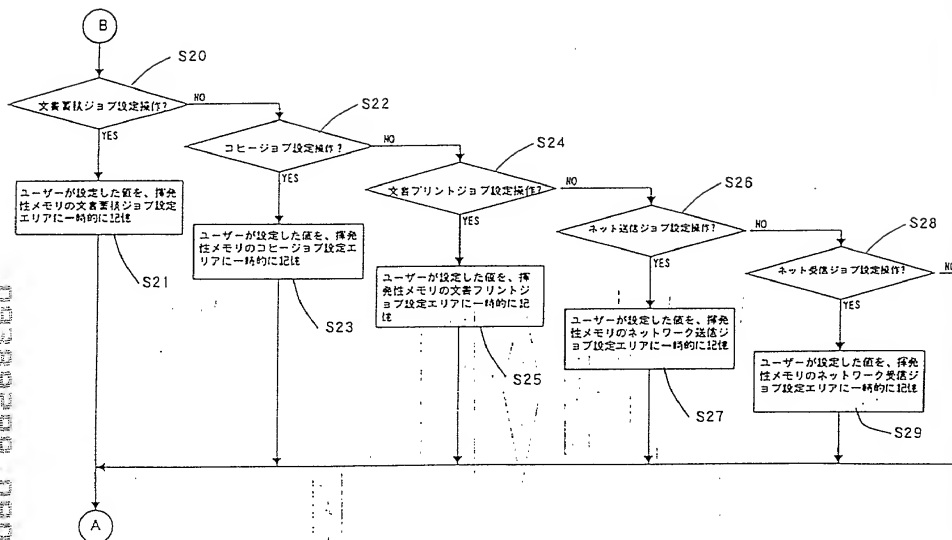 B
S20
文書蓄積ジョブ設定操作?
NO
YES
ユーザーが設定した値を、揮発
性メモリの文書蓄積ジョブ設定
エリアに一時的に記憶
S21
S22
コピージョブ設定操作?
NO
YES
ユーザーが設定した値を、揮発
性メモリのコピージョブ設定エ
リアに一時的に記憶
S23
S24
文書プリントジョブ設定操作?
NO
YES
ユーザーが設定した値を、揮発
性メモリの文書プリントジ
ョブ設定エリアに一時的に記
憶
S25
S26
ネット送信ジョブ設定操作?
NO
YES
ユーザーが設定した値を、揮発
性メモリのネットワーク送信ジ
ョブ設定エリアに一時的に記憶
S27
S28
ネット受信ジョブ設定操作?
NO
YES
ユーザーが設定した値を、揮発
性メモリのネットワーク受信ジ
ョブ設定エリアに一時的に記憶
S29
A